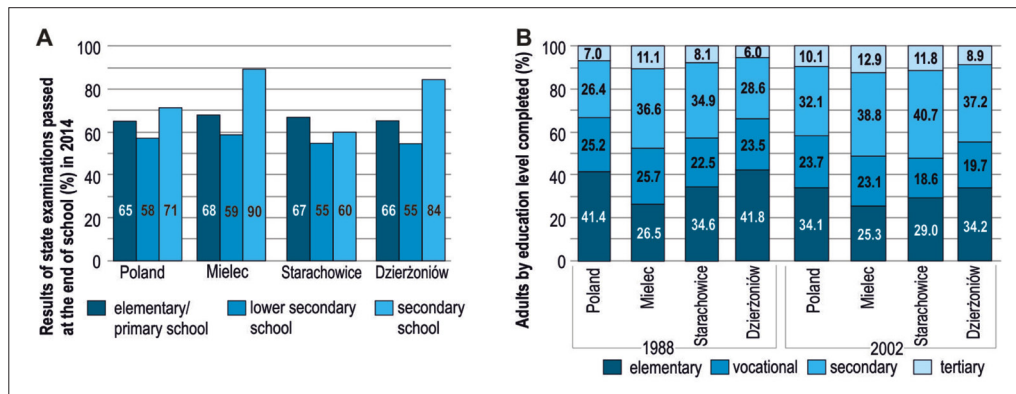 A
Results of state examinations passed
at the end of school (%) in 2014
100
80
60
40
20
0
65 58 71 68 59 90 67 55 60 66 55 84
Poland Mielec Starachowice Dzierżoniów
elementary/
primary school
lower secondary
school
secondary
school
B
Adults by education level completed (%)
100
80
60
40
20
0
7.0 11.1 8.1 6.0 10.1 12.9 11.8 8.9
26.4 36.6 34.9 28.6 32.1 38.8 40.7 37.2
25.2 25.7 22.5 23.5 23.7 23.1 18.6 19.7
41.4 26.5 34.6 41.8 34.1 25.3 29.0 34.2
Poland Mielec Starachowice Dzierżoniów Poland Mielec Starachowice Dzierżoniów
1988 2002
elementary vocational secondary tertiary